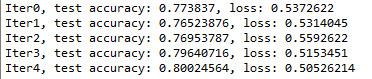 Iter0, test accuracy: 0.773837, loss: 0.5372622
Iter1, test accuracy: 0.76523876, loss: 0.5314045
Iter2, test accuracy: 0.76953787, loss: 0.5592622
Iter3, test accuracy: 0.79640716, loss: 0.5153451
Iter4, test accuracy: 0.80024564, loss: 0.50526214